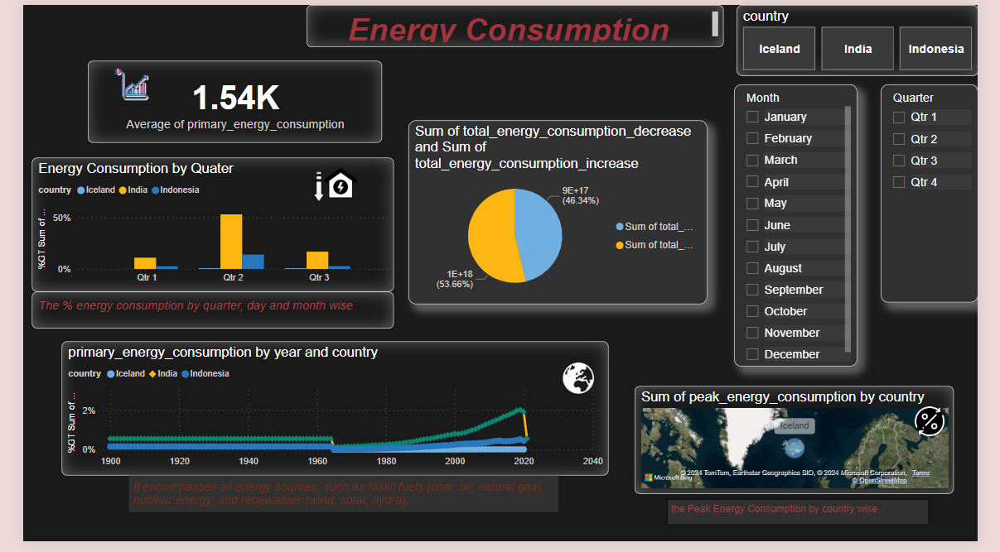 Energy Consumption
country
Iceland
India
Indonesia
1.54K
Average of primary_energy_consumption
Month
January
February
March
April
May
June
July
August
September
October
November
December
Quarter
Qtr 1
Qtr 2
Qtr 3
Qtr 4
Sum of total_energy_consumption_decrease
and Sum of
total_energy_consumption_increase
9E+17
(46.34%)
1E+18
(53.66%)
Sum of total_...
Sum of total_...
Energy Consumption by Quater
country Iceland India Indonesia
%GT Sum of ...
50%
0%
Qtr 1 Qtr 2 Qtr 3
The % energy consumption by quarter, day and month wise
primary_energy_consumption by year and country
country Iceland India Indonesia
%GT Sum of ...
2%
0%
1900 1920 1940 1960 1980 2000 2020 2040
It encompasses all energy sources, such as fossil fuels (coal, oil, natural gas),
nuclear energy, and renewables (wind, solar, hydro).
Sum of peak_energy_consumption by country
Iceland
Microsoft Bing
© 2024 TomTom, Earthstar Geographics SIO, © 2024 Microsoft Corporation, Terms
© OpenStreetMap
the Peak Energy Consumption by country wise